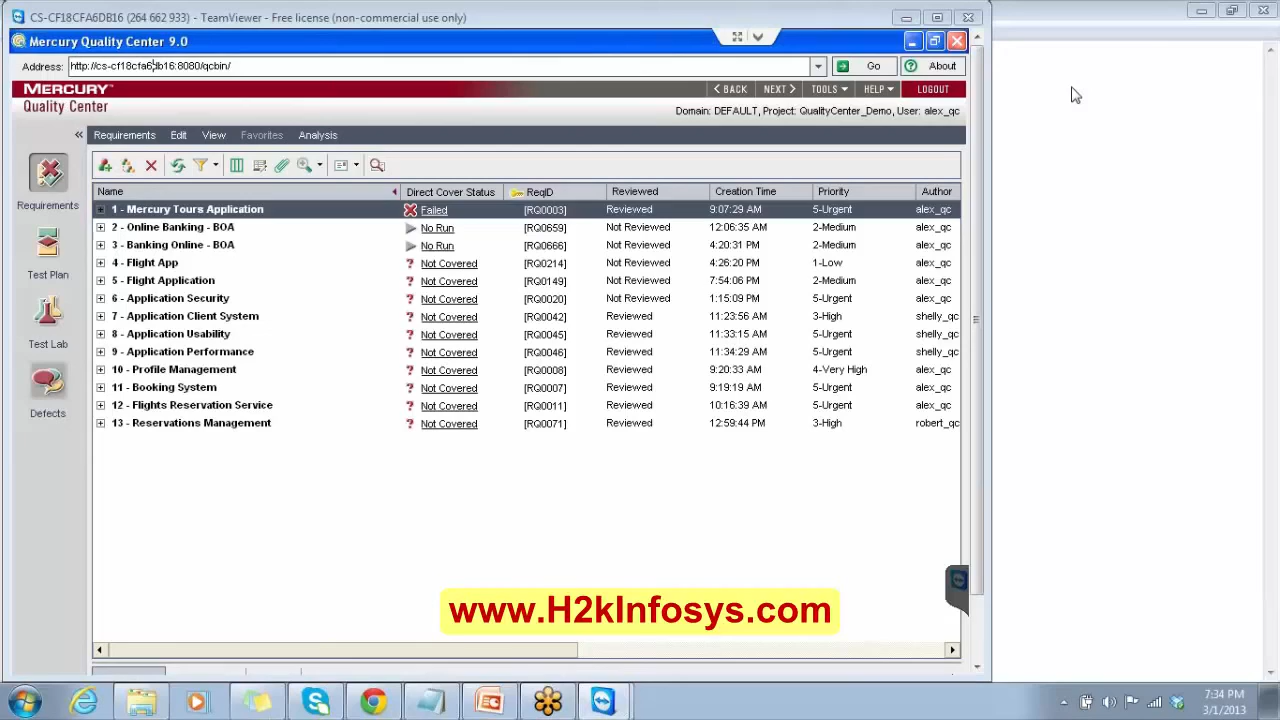 CS-CF18CFA6DB16 (264 662 933) - TeamViewer - Free license (non-commercial use only)
Mercury Quality Center 9.0
Address: http://cs-cf18cfa6db16:8080/qcbin/ Go About
MERCURY BACK NEXT TOOLS HELP LOGOUT
Quality Center
Domain: DEFAULT, Project: QualityCenter_Demo, User: alex_qc
Requirements Edit View Favorites Analysis
Name Direct Cover Status ReqID Reviewed Creation Time Priority Author
1 - Mercury Tours Application Failed [RQ0003] Reviewed 9:07:29 AM 5-Urgent alex_qc
2 - Online Banking - BOA No Run [RQ0659] Not Reviewed 12:06:35 AM 2-Medium alex_qc
3 - Banking Online - BOA No Run [RQ0666] Not Reviewed 4:20:31 PM 2-Medium alex_qc
4 - Flight App Not Covered [RQ0214] Not Reviewed 4:26:20 PM 1-Low alex_qc
5 - Flight Application Not Covered [RQ0149] Not Reviewed 7:54:06 PM 2-Medium alex_qc
6 - Application Security Not Covered [RQ0020] Not Reviewed 1:15:09 PM 5-Urgent alex_qc
7 - Application Client System Not Covered [RQ0042] Reviewed 11:23:56 AM 3-High shelly_qc
8 - Application Usability Not Covered [RQ0045] Reviewed 11:33:15 AM 5-Urgent shelly_qc
9 - Application Performance Not Covered [RQ0046] Reviewed 11:34:29 AM 5-Urgent shelly_qc
10 - Profile Management Not Covered [RQ0008] Reviewed 9:20:33 AM 4-Very High alex_qc
11 - Booking System Not Covered [RQ0007] Reviewed 9:19:19 AM 5-Urgent alex_qc
12 - Flights Reservation Service Not Covered [RQ0011] Reviewed 10:16:39 AM 5-Urgent alex_qc
13 - Reservations Management Not Covered [RQ0071] Reviewed 12:59:44 PM 3-High robert_qc
Requirements
Test Plan
Test Lab
Defects
www.H2kInfosys.com
7:34 PM
3/1/2013